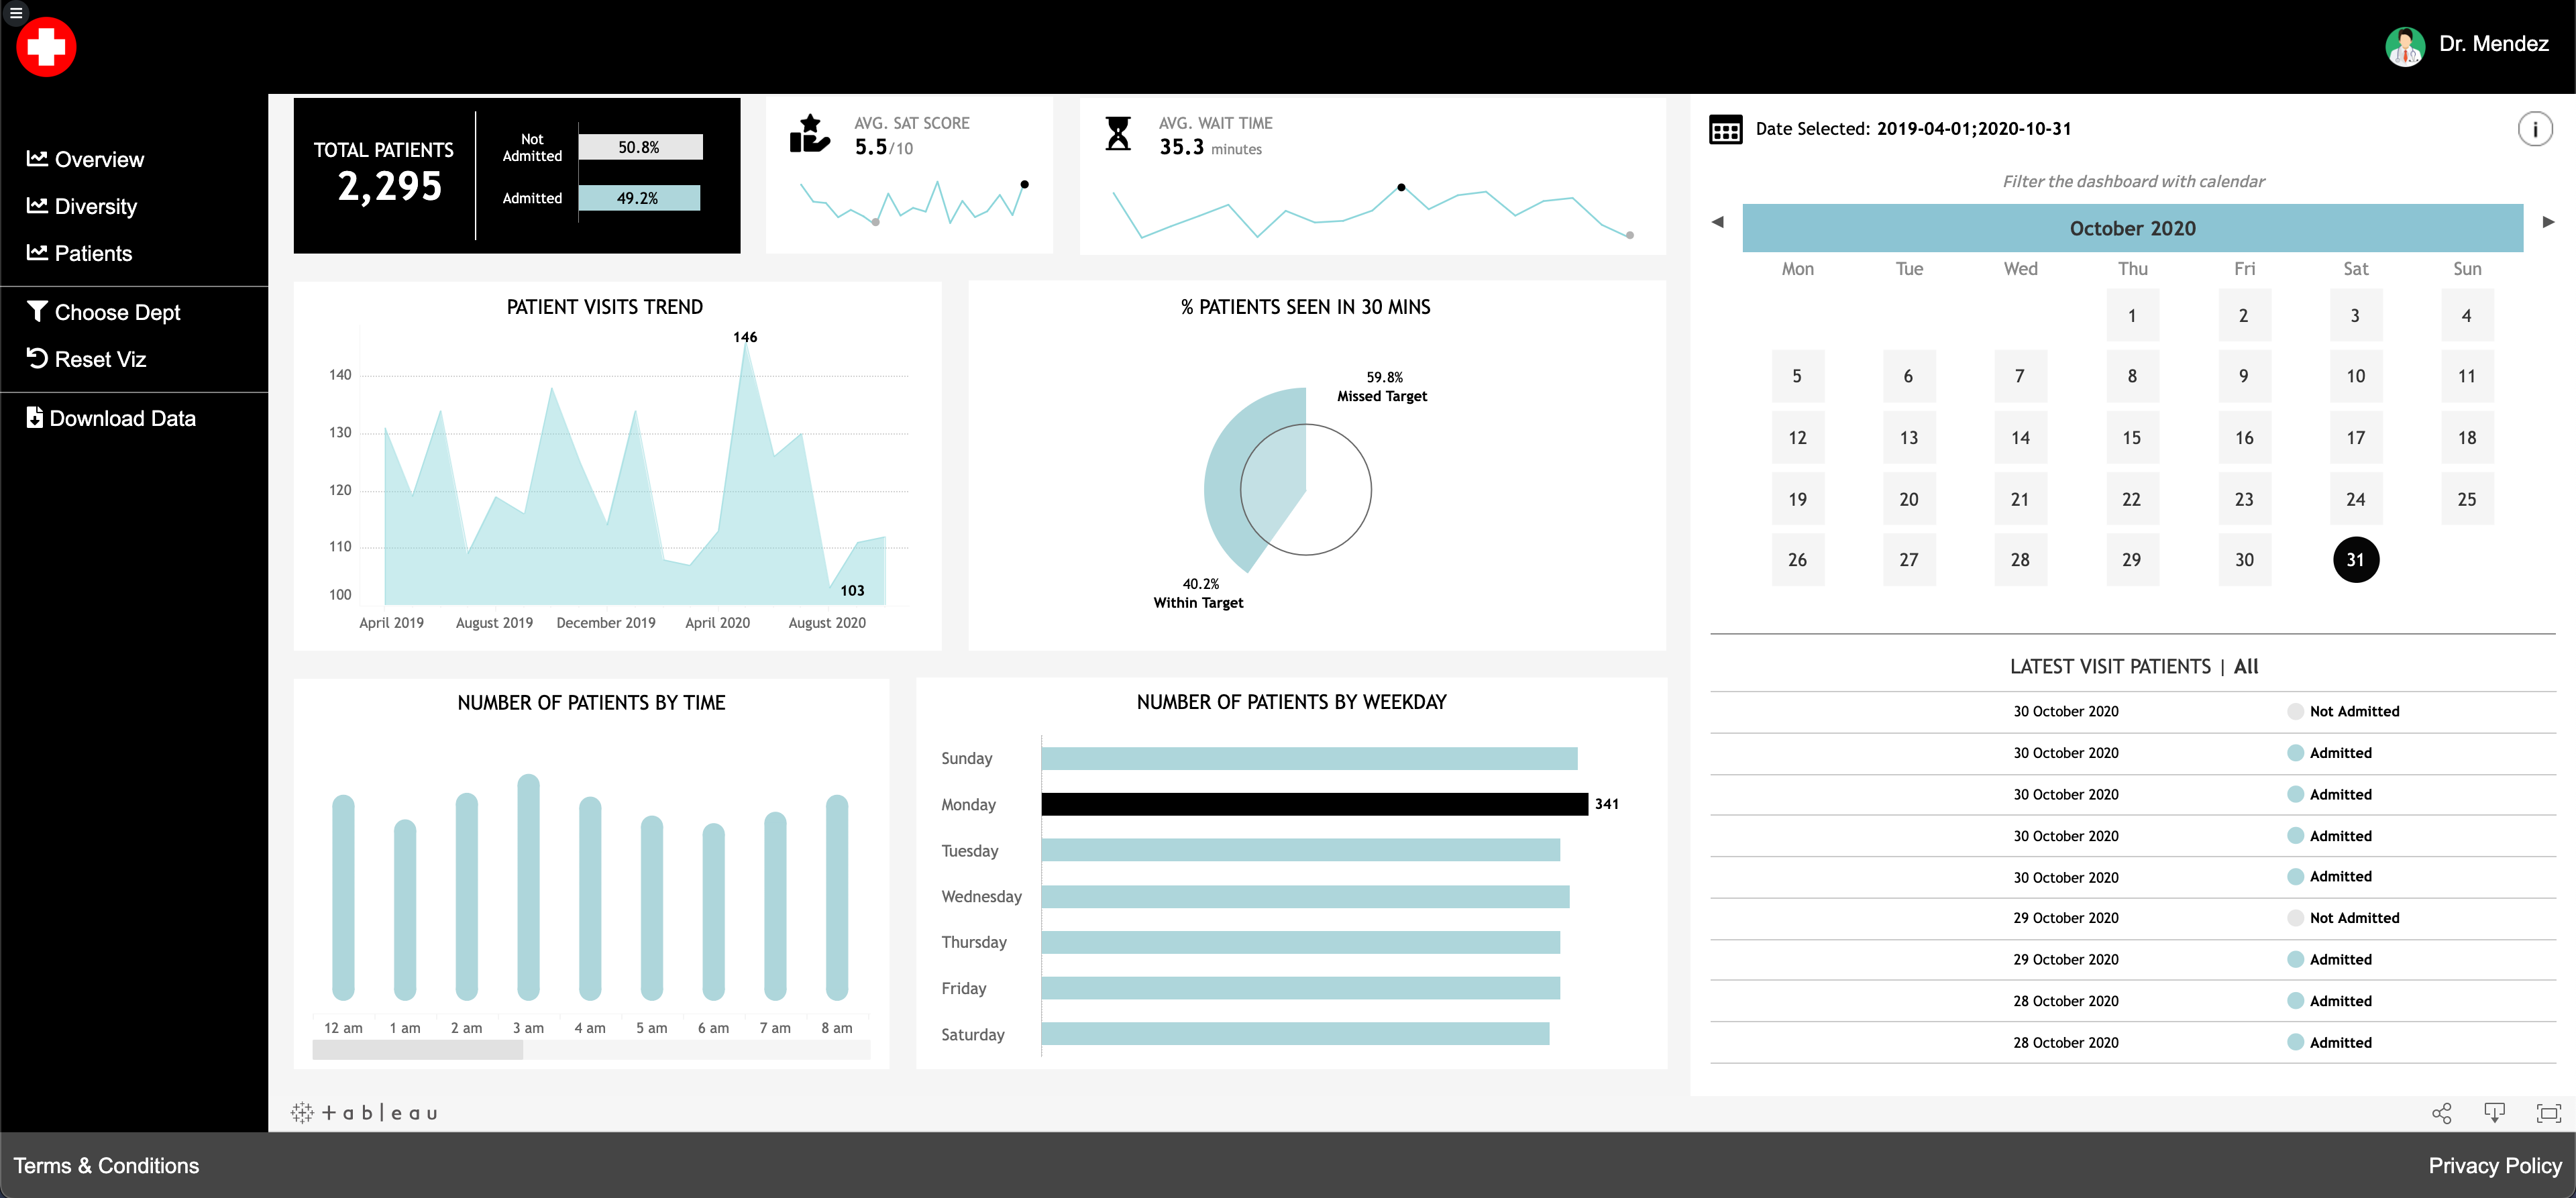 Dr. Mendez
Overview
Diversity
Patients
Choose Dept
Reset Viz
Download Data
TOTAL PATIENTS
2,295
Not
Admitted
50.8%
Admitted
49.2%
AVG. SAT SCORE
5.5/10
AVG. WAIT TIME
35.3 minutes
PATIENT VISITS TREND
146
140
130
120
110
100
103
April 2019 August 2019 December 2019 April 2020 August 2020
% PATIENTS SEEN IN 30 MINS
59.8%
Missed Target
40.2%
Within Target
NUMBER OF PATIENTS BY TIME
12 am 1 am 2 am 3 am 4 am 5 am 6 am 7 am 8 am
NUMBER OF PATIENTS BY WEEKDAY
Sunday
Monday 341
Tuesday
Wednesday
Thursday
Friday
Saturday
Date Selected: 2019-04-01;2020-10-31
i
Filter the dashboard with calendar
October 2020
Mon Tue Wed Thu Fri Sat Sun
1 2 3 4
5 6 7 8 9 10 11
12 13 14 15 16 17 18
19 20 21 22 23 24 25
26 27 28 29 30 31
LATEST VISIT PATIENTS | All
30 October 2020 Not Admitted
30 October 2020 Admitted
30 October 2020 Admitted
30 October 2020 Admitted
30 October 2020 Admitted
29 October 2020 Not Admitted
29 October 2020 Admitted
28 October 2020 Admitted
28 October 2020 Admitted
+ableau
Terms & Conditions
Privacy Policy